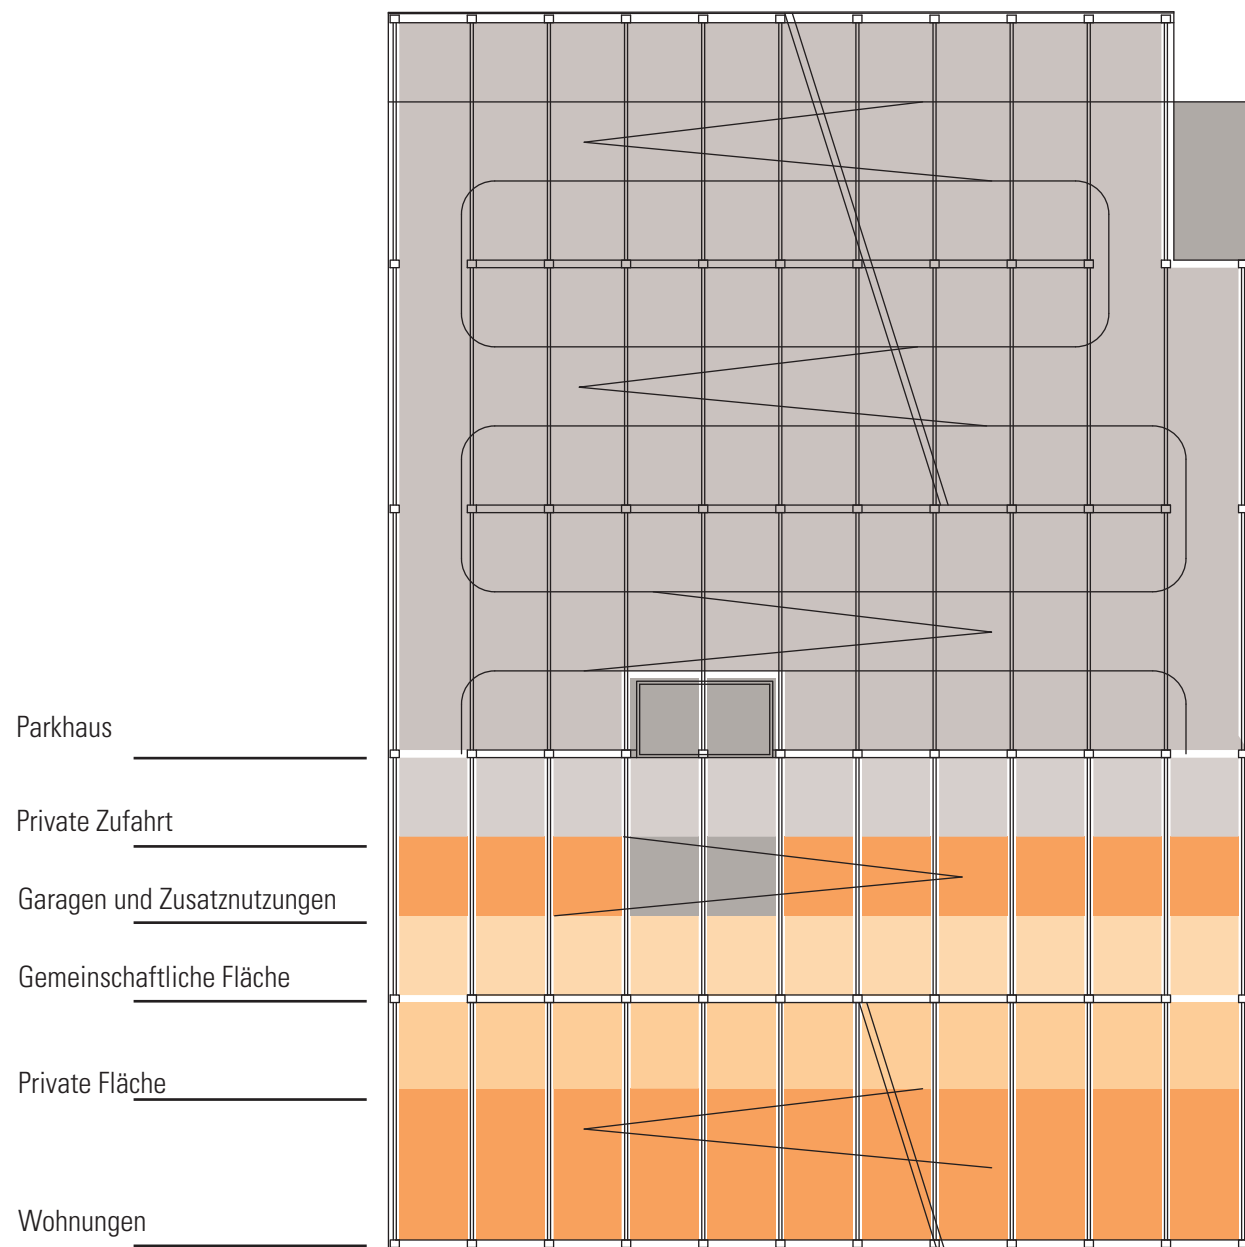 Parkhaus
Private Zufahrt
Garagen und Zusatznutzungen
Gemeinschaftliche Fläche
Private Fläche
Wohnungen